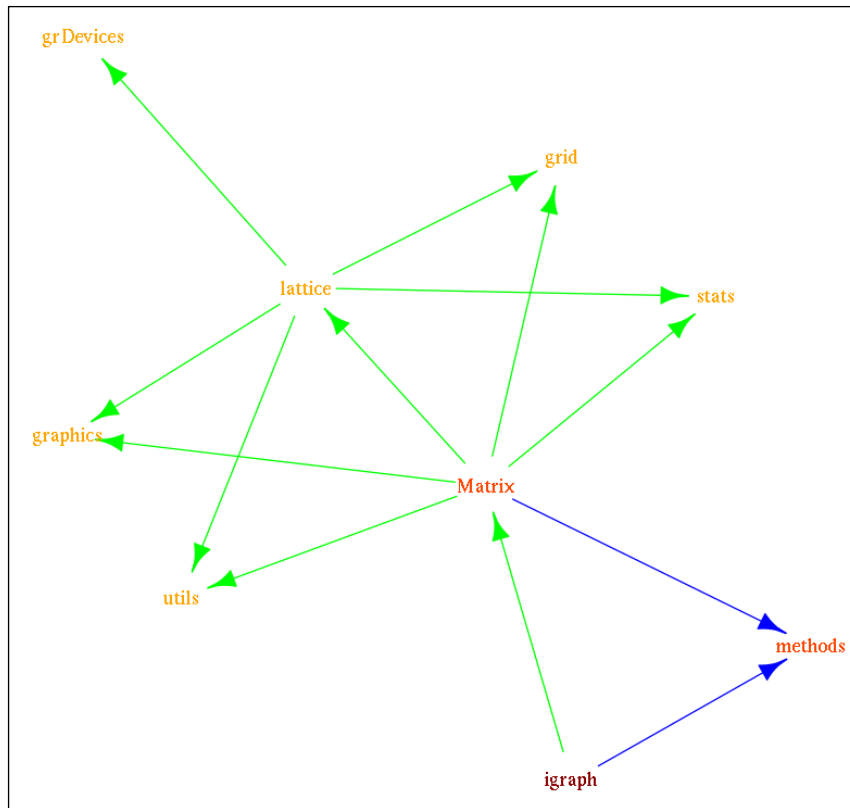 grDevices
grid
lattice
stats
graphics
Matrix
utils
methods
igraph